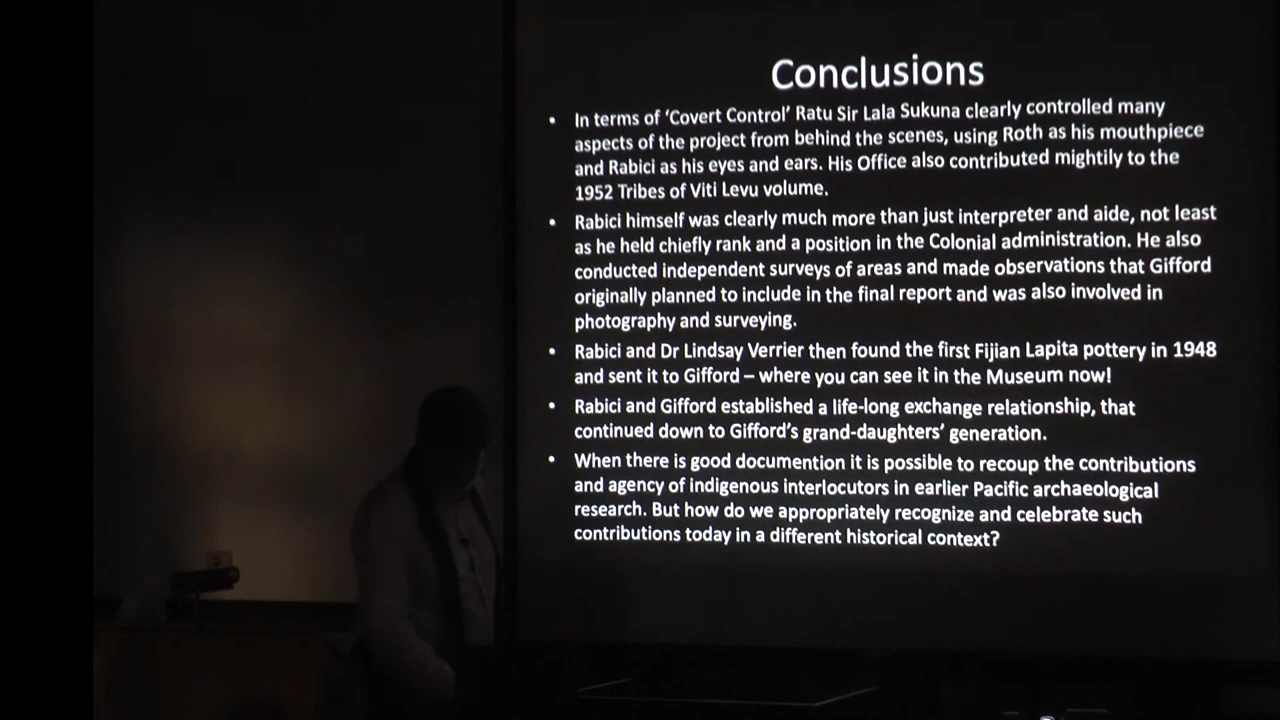 Conclusions
• In terms of ‘Covert Control’ Ratu Sir Lala Sukuna clearly controlled many
aspects of the project from behind the scenes, using Roth as his mouthpiece
and Rabici as his eyes and ears. His Office also contributed mightily to the
1952 Tribes of Viti Levu volume.
• Rabici himself was clearly much more than just interpreter and aide, not least
as he held chiefly rank and a position in the Colonial administration. He also
conducted independent surveys of areas and made observations that Gifford
originally planned to include in the final report and was also involved in
photography and surveying.
• Rabici and Dr Lindsay Verrier then found the first Fijian Lapita pottery in 1948
and sent it to Gifford – where you can see it in the Museum now!
• Rabici and Gifford established a life-long exchange relationship, that
continued down to Gifford’s grand-daughters’ generation.
• When there is good documention it is possible to recoup the contributions
and agency of indigenous interlocutors in earlier Pacific archaeological
research. But how do we appropriately recognize and celebrate such
contributions today in a different historical context?